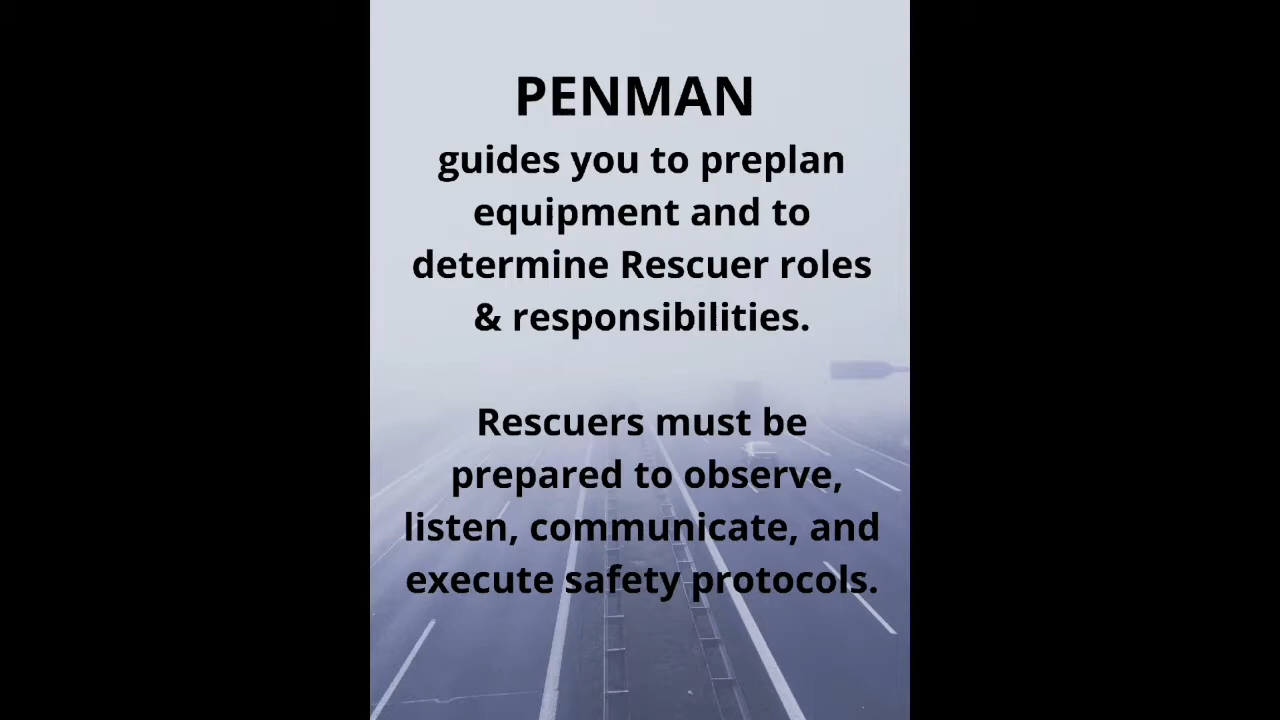 PENMAN
guides you to preplan
equipment and to
determine Rescuer roles
& responsibilities.
Rescuers must be
prepared to observe,
listen, communicate, and
execute safety protocols.